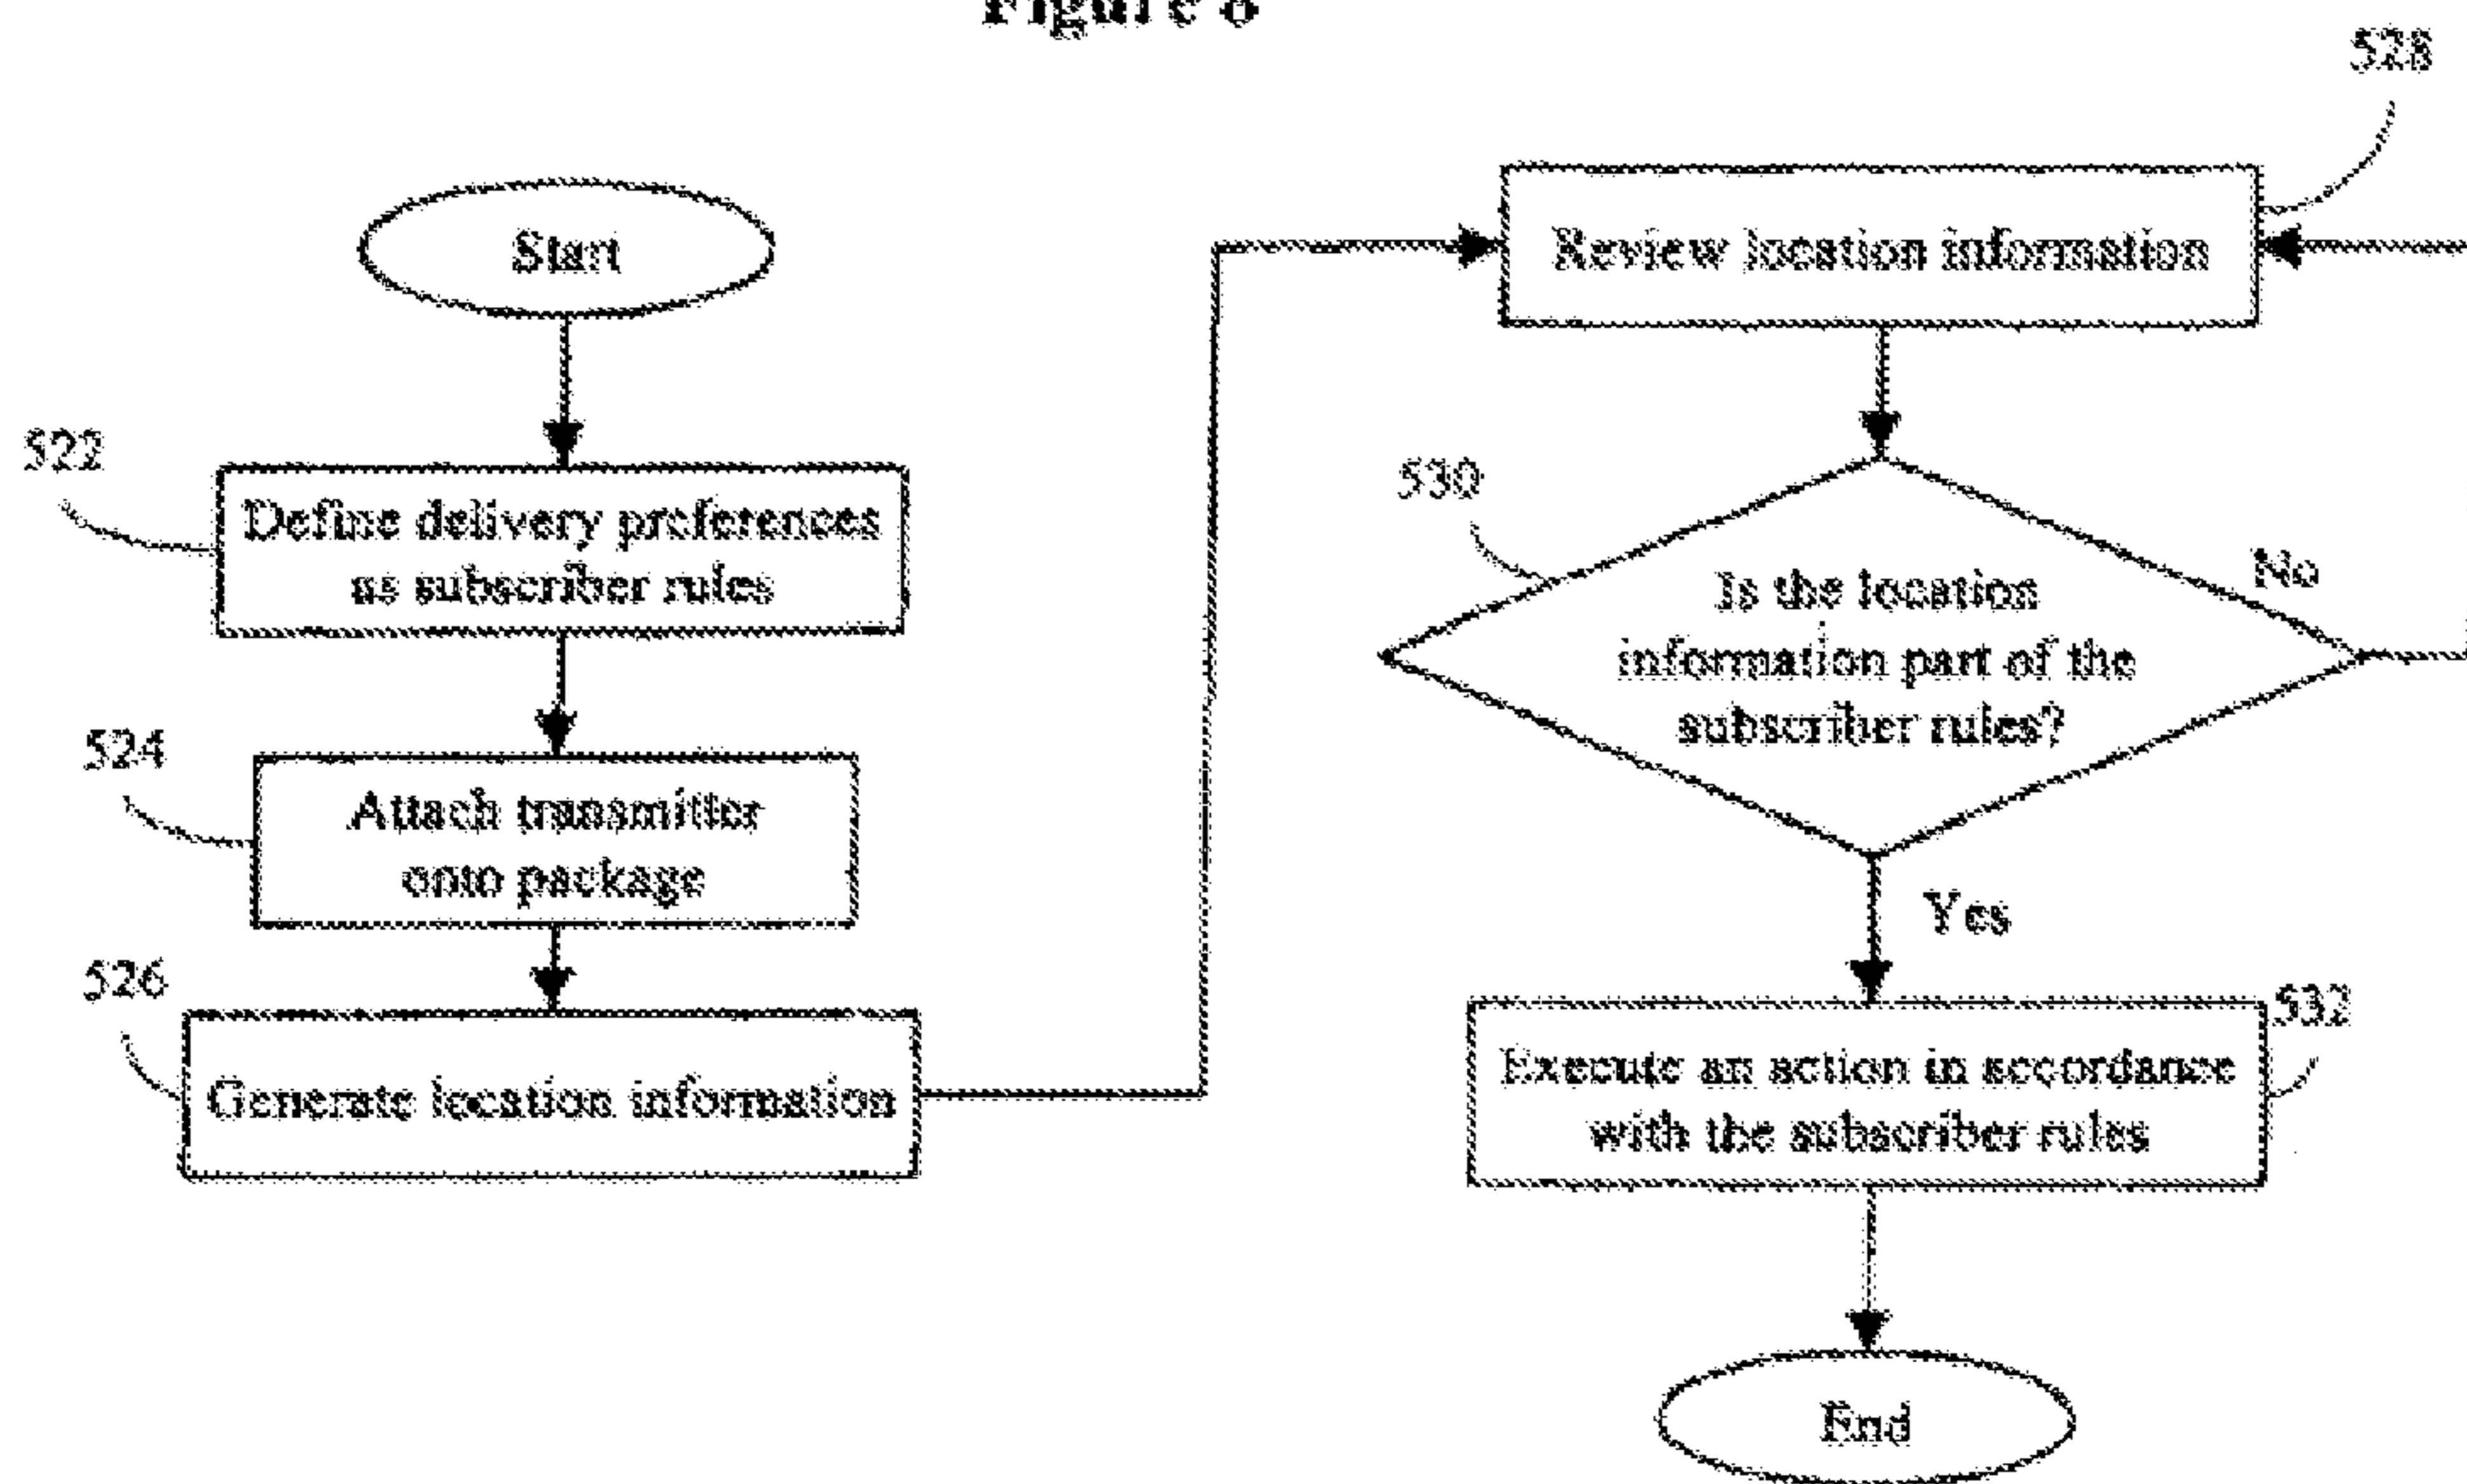 Figure 8
528
Start
Review location information
522
Define delivery preferences
as subscriber rules
530
Is the location
information part of the
subscriber rules?
No
524
Attach transmitter
onto package
Yes
526
Generate location information
532
Execute an action in accordance
with the subscriber rules
End